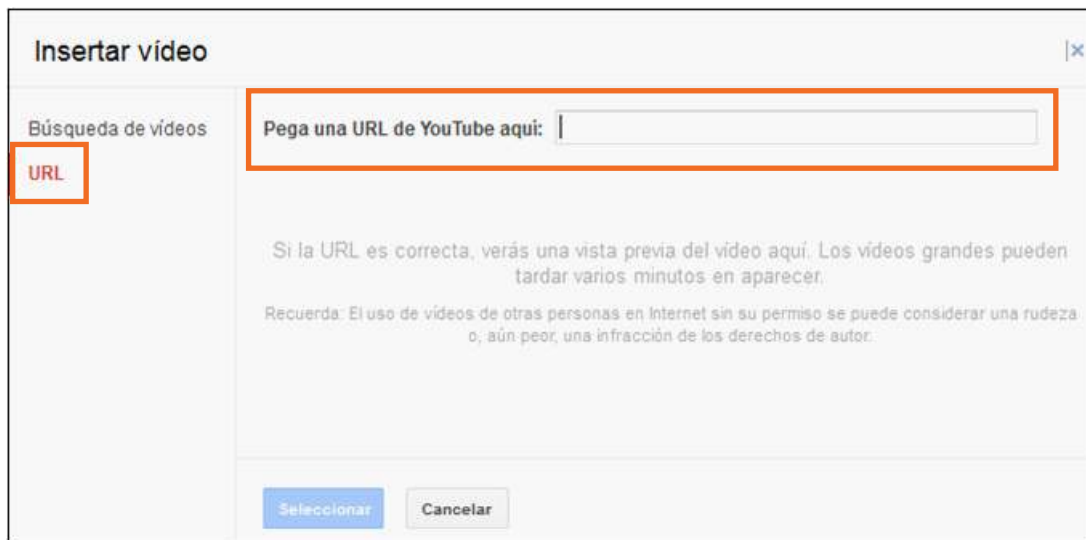 Insertar vídeo
Búsqueda de vídeos
URL
Pega una URL de YouTube aquí:
Si la URL es correcta, verás una vista previa del vídeo aquí. Los vídeos grandes pueden
tardar varios minutos en aparecer.
Recuerda: El uso de vídeos de otras personas en Internet sin su permiso se puede considerar una rudeza
o, aún peor, una infracción de los derechos de autor.
Seleccionar
Cancelar